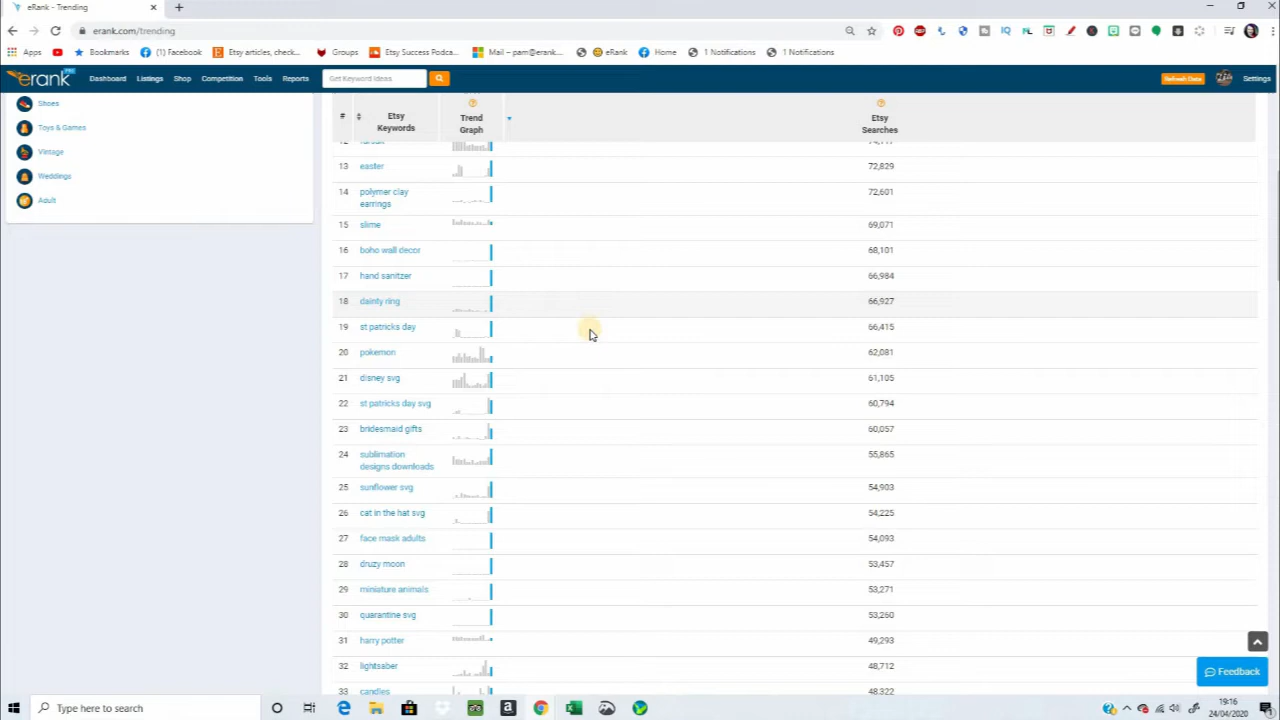 eRank - Trending
erank.com/trending
Apps
Bookmarks
(1) Facebook
Etsy articles, check...
Groups
Etsy Success Palca...
Mail – pam@erank...
eRank
Home
(1) Notifications
1 Notifications
erank
Dashboard
Listings
Shop
Competition
Tools
Reports
Get Keyword Ideas
Refresh Data
Settings
Shoes
Toys & Games
Vintage
Weddings
Adult
#
Etsy
Keywords
Trend
Graph
Etsy
Searches
13 easter 72,829
14 polymer clay
earrings 72,601
15 slime 69,071
16 boho wall decor 68,101
17 hand sanitzer 66,984
18 dainty ring 66,927
19 st patricks day 66,415
20 pokemon 62,081
21 disney svg 61,105
22 st patricks day svg 60,794
23 bridesmaid gifts 60,057
24 sublimation
designs downloads 55,865
25 sunflower svg 54,903
26 cat in the hat svg 54,225
27 face mask adults 54,093
28 druzy moon 53,457
29 miniature animals 53,271
30 quarantine svg 53,260
31 harry potter 49,293
32 lightsaber 48,712
33 candles 48,322
Feedback
Type here to search
19:16
24/04/2020